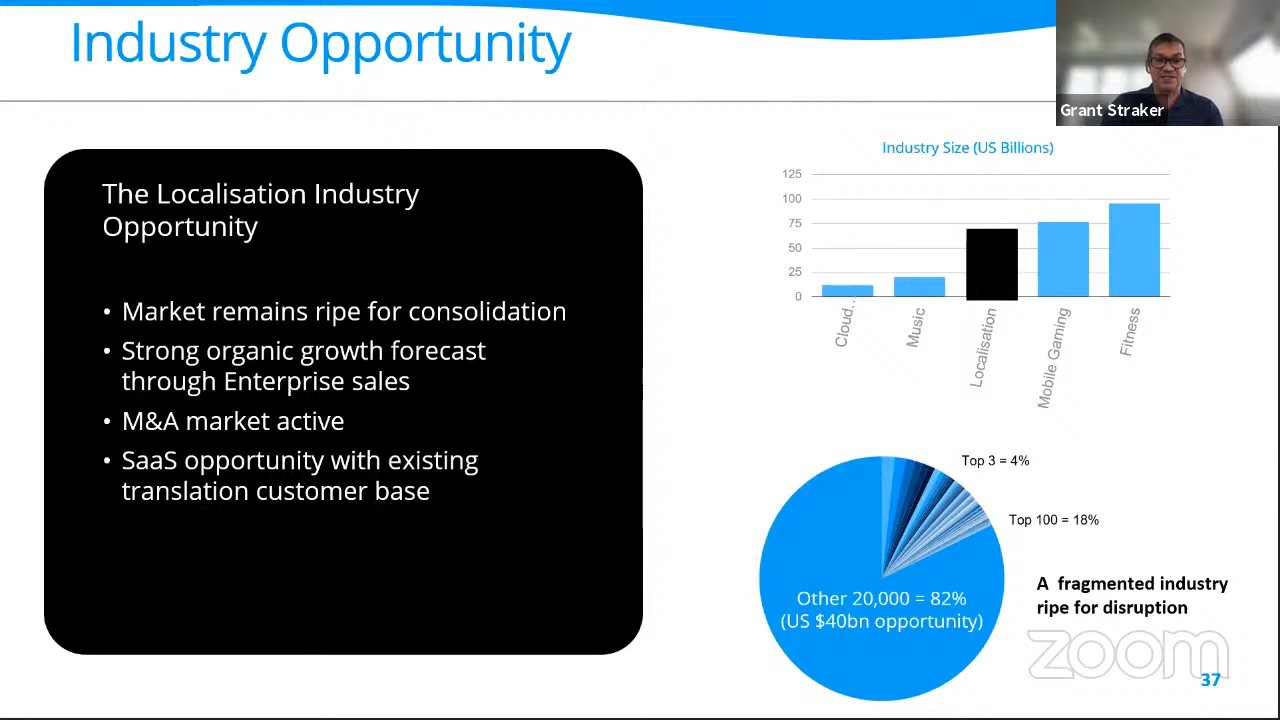 Industry Opportunity
Grant Straker
The Localisation Industry
Opportunity
• Market remains ripe for consolidation
• Strong organic growth forecast
through Enterprise sales
• M&A market active
• SaaS opportunity with existing
translation customer base
Industry Size (US Billions)
125
100
75
50
25
0
Cloud..
Music
Localisation
Mobile Gaming
Fitness
Top 3 = 4%
Top 100 = 18%
Other 20,000 = 82%
(US $40bn opportunity)
A fragmented industry
ripe for disruption
zoom
37